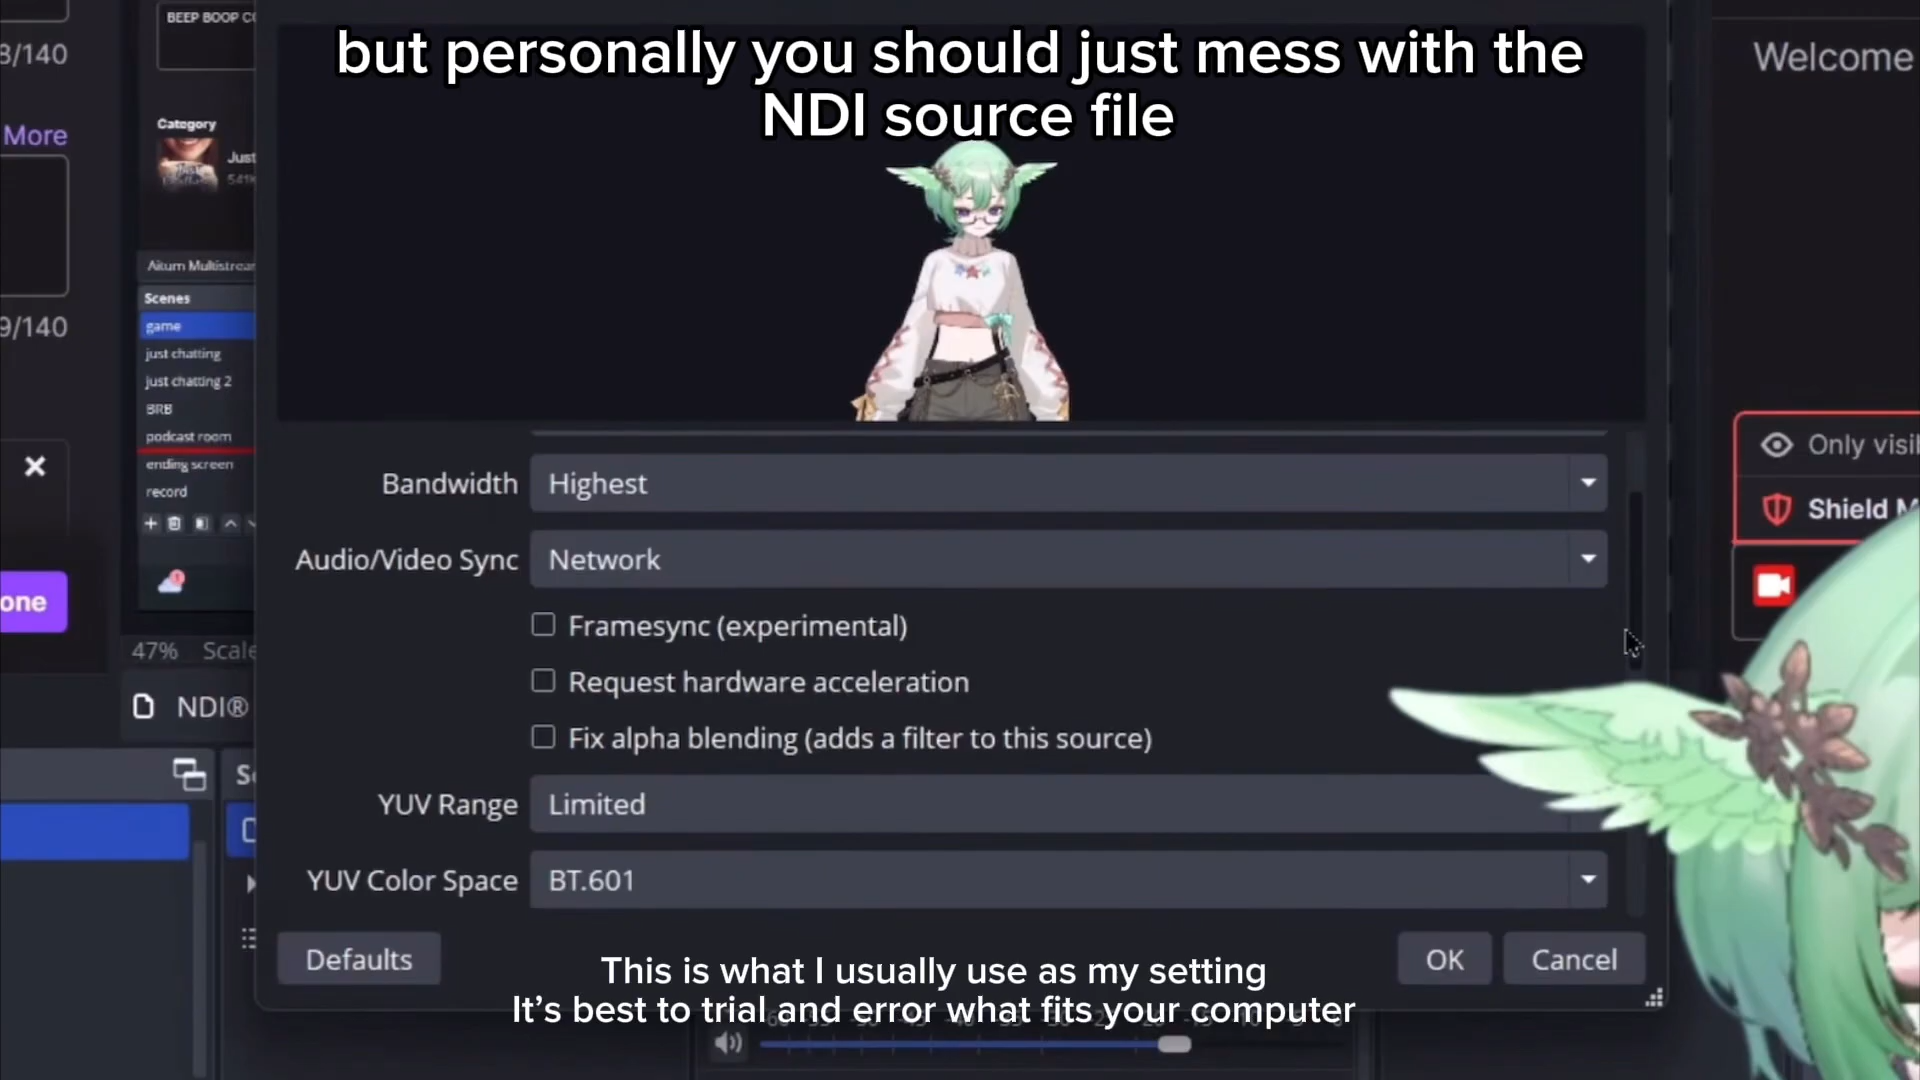 but personally you should just mess with the
NDI source file
8/140
More
9/140
one
BEEP BOOP
Category
Just
541k
Aitum Multistream
Scenes
game
just chatting
just chatting 2
BRB
podcast room
ending screen
record
47% Scale
NDI®
Bandwidth Highest
Audio/Video Sync Network
Framesync (experimental)
Request hardware acceleration
Fix alpha blending (adds a filter to this source)
YUV Range Limited
YUV Color Space BT.601
Defaults
OK
Cancel
This is what I usually use as my setting
It’s best to trial and error what fits your computer
Welcome
Only visi
Shield M